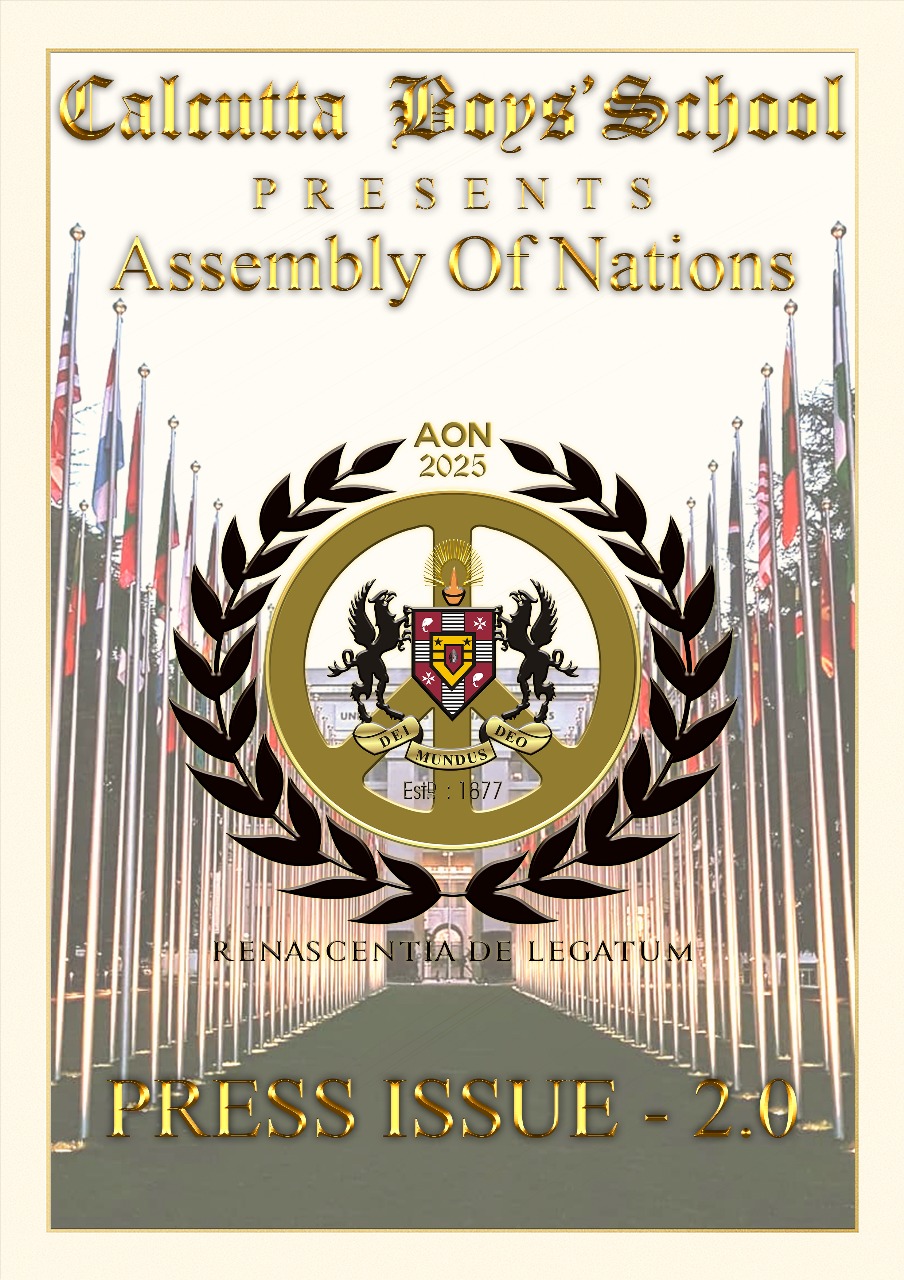 Calcutta Boys' School
PRESENTS
Assembly Of Nations
AON
2025
DEI MUNDUS DEO
Estᴰ. : 1877
RENASCENTIA DE LEGATUM
PRESS ISSUE - 2.0